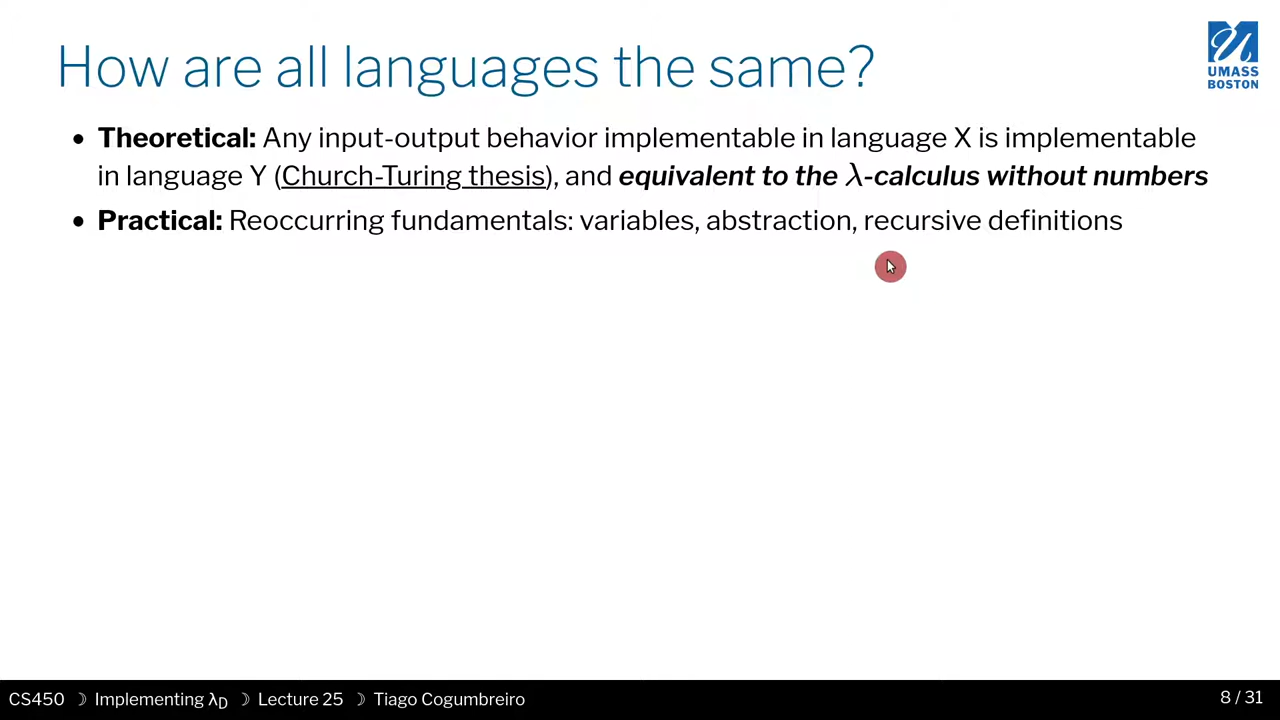 How are all languages the same?
UMASS
BOSTON
• Theoretical: Any input-output behavior implementable in language X is implementable
in language Y (Church-Turing thesis), and equivalent to the λ-calculus without numbers
• Practical: Reoccurring fundamentals: variables, abstraction, recursive definitions
CS450 ☽ Implementing λD ☽ Lecture 25 ☽ Tiago Cogumbreiro
8 / 31